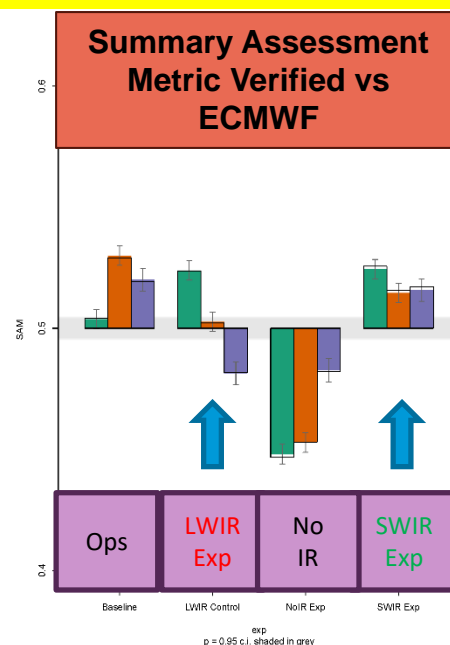 Summary Assessment
Metric Verified vs
ECMWF
0.6
0.5
0.4
SAM
Ops
LWIR
Exp
No
IR
SWIR
Exp
Baseline
LWIR Control
NoIR Exp
SWIR Exp
exp
p = 0.95 c.i. shaded in grey